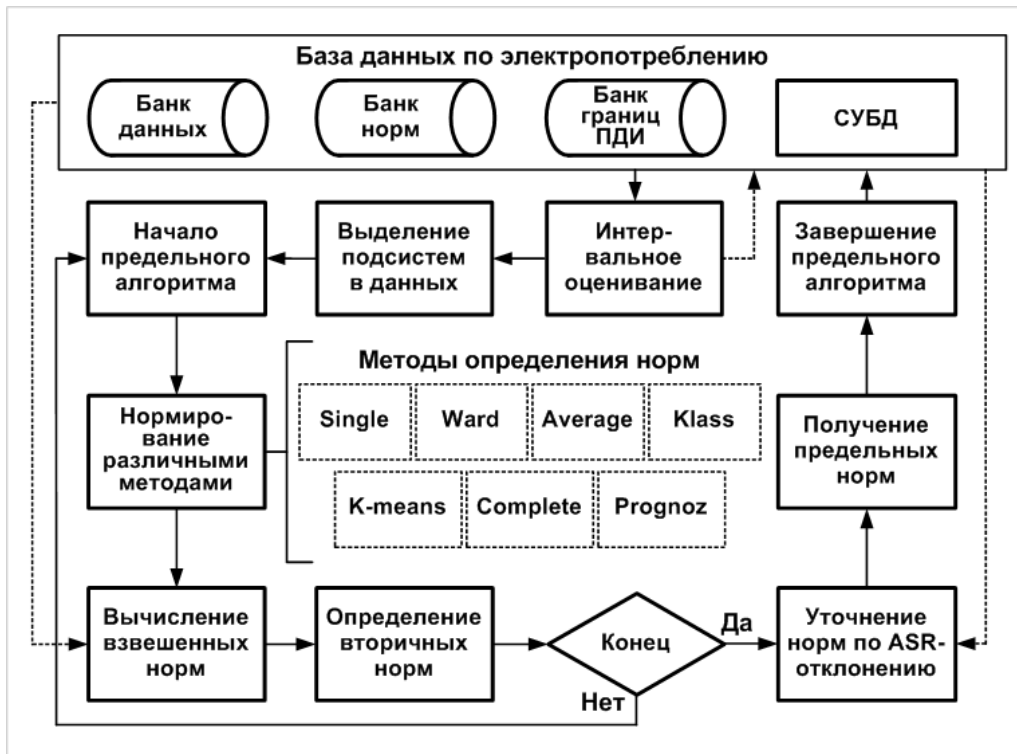 База данных по электропотреблению
Банк
данных
Банк
норм
Банк
границ
ПДИ
СУБД
Начало
предельного
алгоритма
Выделение
подсистем
в данных
Интер-
вальное
оценивание
Завершение
предельного
алгоритма
Методы определения норм
Нормиро-
вание
различными
методами
Single
Ward
Average
Klass
K-means
Complete
Prognoz
Получение
предельных
норм
Вычисление
взвешенных
норм
Определение
вторичных
норм
Конец
Да
Нет
Уточнение
норм по ASR-
отклонению